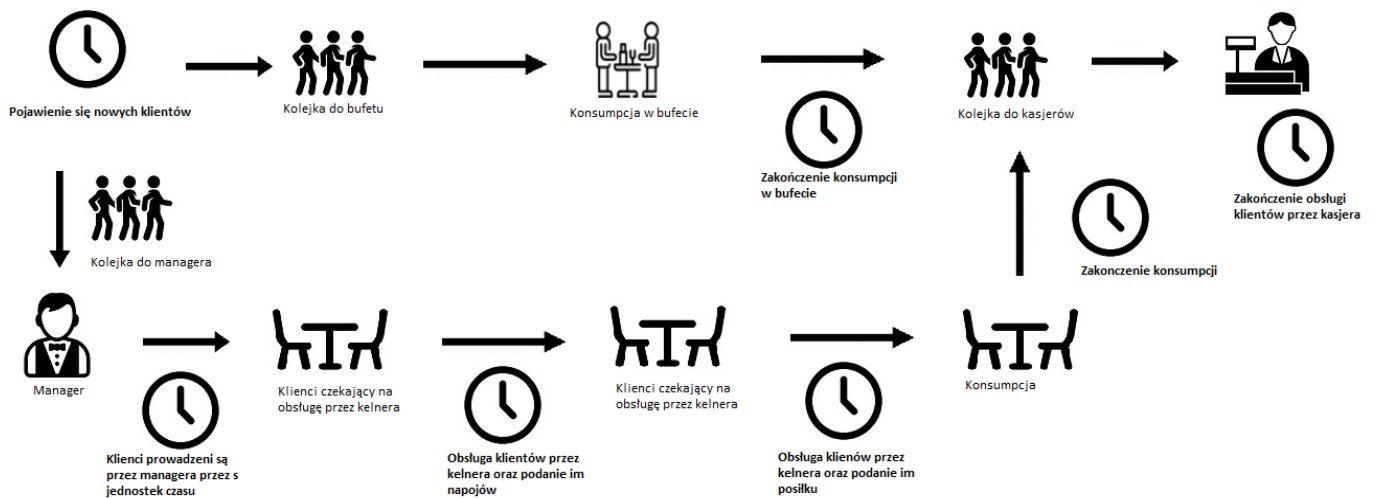 Pojawienie się nowych klientów
Kolejka do bufetu
Konsumpcja w bufecie
Kolejka do kasjerów
Zakończenie konsumpcji
w bufecie
Zakończenie obsługi
klientów przez kasjera
Kolejka do managera
Zakonczenie konsumpcji
Manager
Klienci czekający na
obsługę przez kelnera
Klienci czekający na
obsługę przez kelnera
Konsumpcja
Klienci prowadzeni są
przez managera przez s
jednostek czasu
Obsługa klientów przez
kelnera oraz podanie im
napojów
Obsługa klienów przez
kelnera oraz podanie im
posiłku